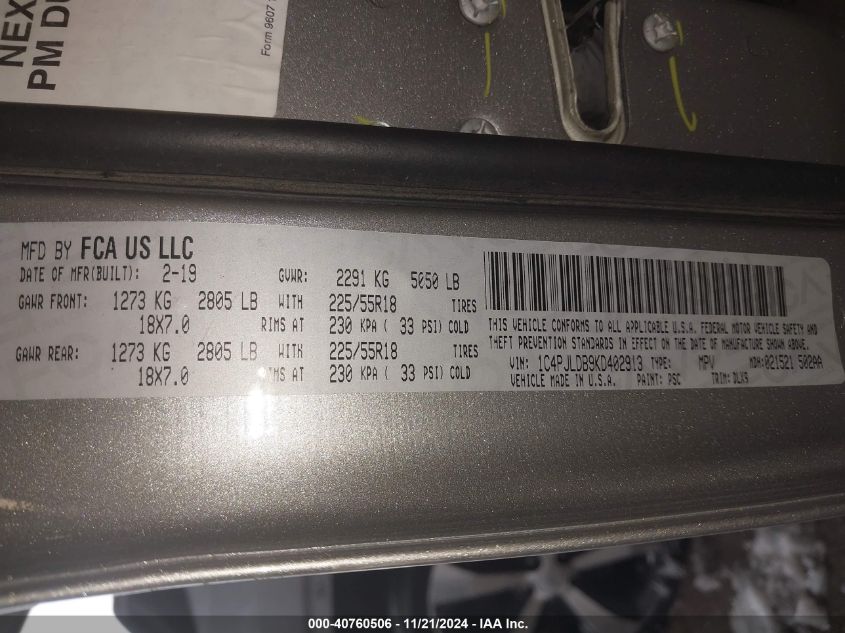 NEX
PM D
Form 9607
MFD BY FCA US LLC
DATE OF MFR(BUILT): 2-19 GVWR: 2291 KG 5050 LB
GAWR FRONT: 1273 KG 2805 LB WITH 225/55R18 TIRES
18X7.0 RIMS AT 230 KPA ( 33 PSI) COLD
GAWR REAR: 1273 KG 2805 LB WITH 225/55R18 TIRES
18X7.0 RIMS AT 230 KPA ( 33 PSI) COLD
THIS VEHICLE CONFORMS TO ALL APPLICABLE U.S.A. FEDERAL MOTOR VEHICLE SAFETY AND
THEFT PREVENTION STANDARDS IN EFFECT ON THE DATE OF MANUFACTURE SHOWN ABOVE.
VIN: 1C4PJLDB9KD402913 TYPE: MPV MDH:021521 502AA
VEHICLE MADE IN U.S.A. PAINT: PSC TRIM: DLX9
000-40760506 - 11/21/2024 - IAA Inc.